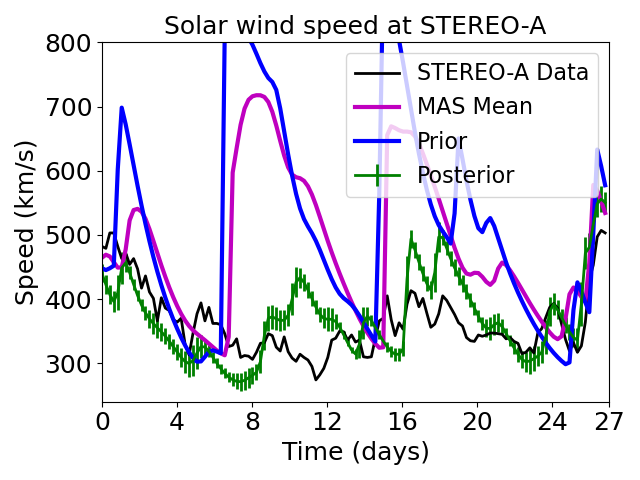 Solar wind speed at STEREO-A
Speed (km/s)
800
700
600
500
400
300
STEREO-A Data
MAS Mean
Prior
Posterior
0 4 8 12 16 20 24 27
Time (days)